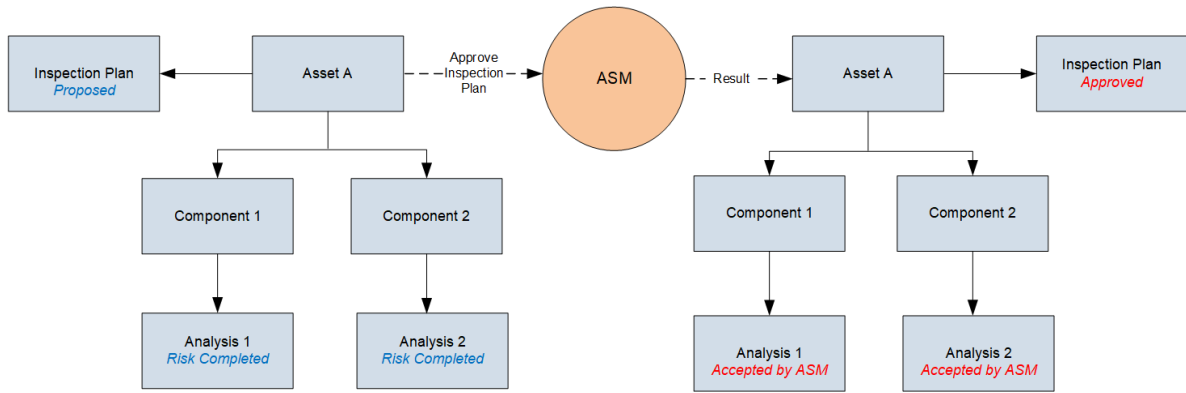 Inspection Plan
Proposed
Asset A
Approve
Inspection
Plan
ASM
Result
Asset A
Inspection Plan
Approved
Component 1
Component 2
Component 1
Component 2
Analysis 1
Risk Completed
Analysis 2
Risk Completed
Analysis 1
Accepted by ASM
Analysis 2
Accepted by ASM